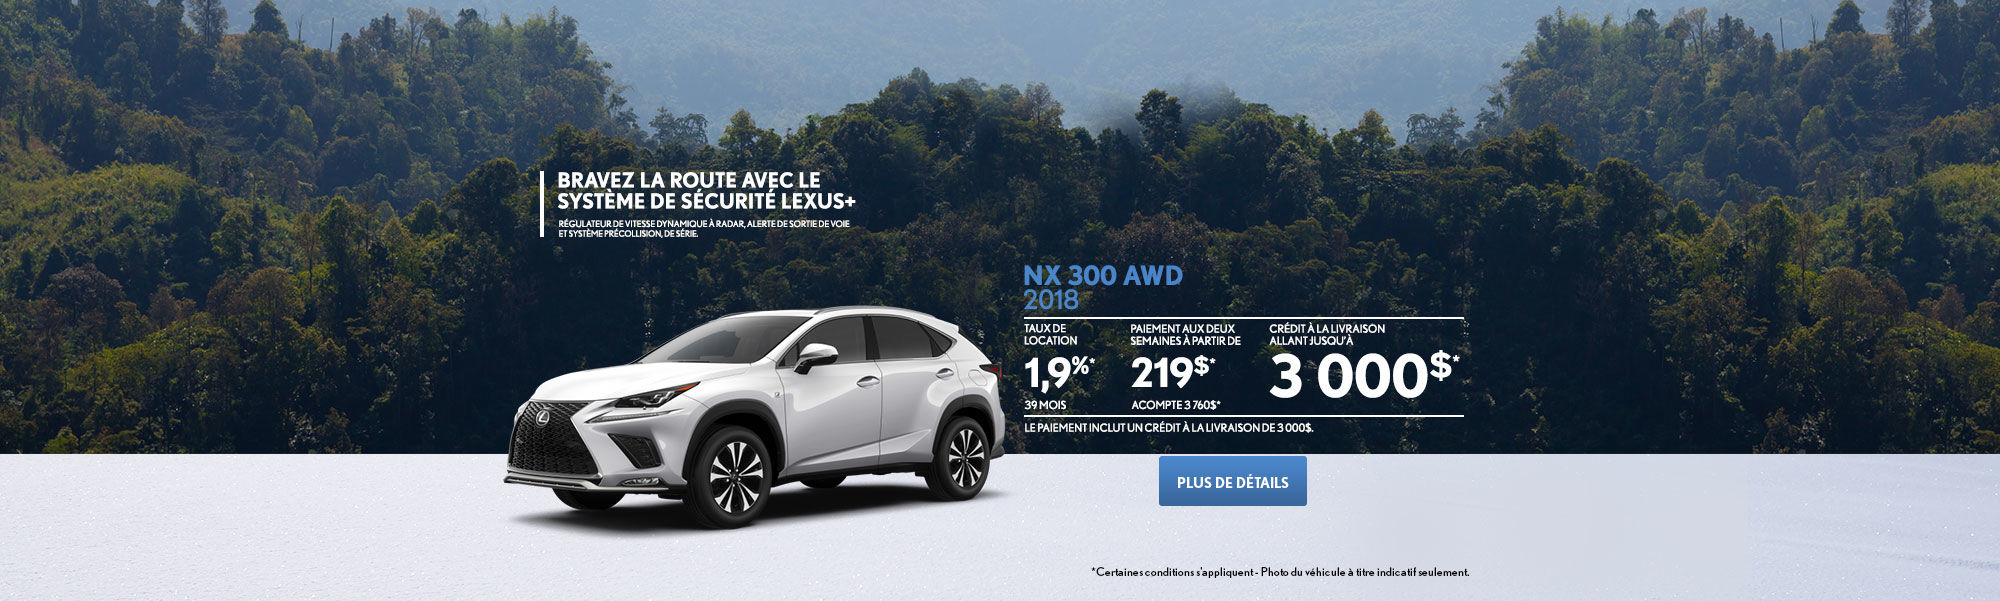 BRAVEZ LA ROUTE AVEC LE
SYSTÈME DE SÉCURITÉ LEXUS+
RÉGULATEUR DE VITESSE DYNAMIQUE À RADAR, ALERTE DE SORTIE DE VOIE
ET SYSTÈME PRÉCOLLISION, DE SÉRIE.
NX 300 AWD
2018
TAUX DE
LOCATION
1,9%*
39 MOIS
PAIEMENT AUX DEUX
SEMAINES À PARTIR DE
219$*
ACOMPTE 3 760$*
CRÉDIT À LA LIVRAISON
ALLANT JUSQU'À
3 000$*
LE PAIEMENT INCLUT UN CRÉDIT À LA LIVRAISON DE 3 000$.
PLUS DE DÉTAILS
*Certaines conditions s'appliquent - Photo du véhicule à titre indicatif seulement.